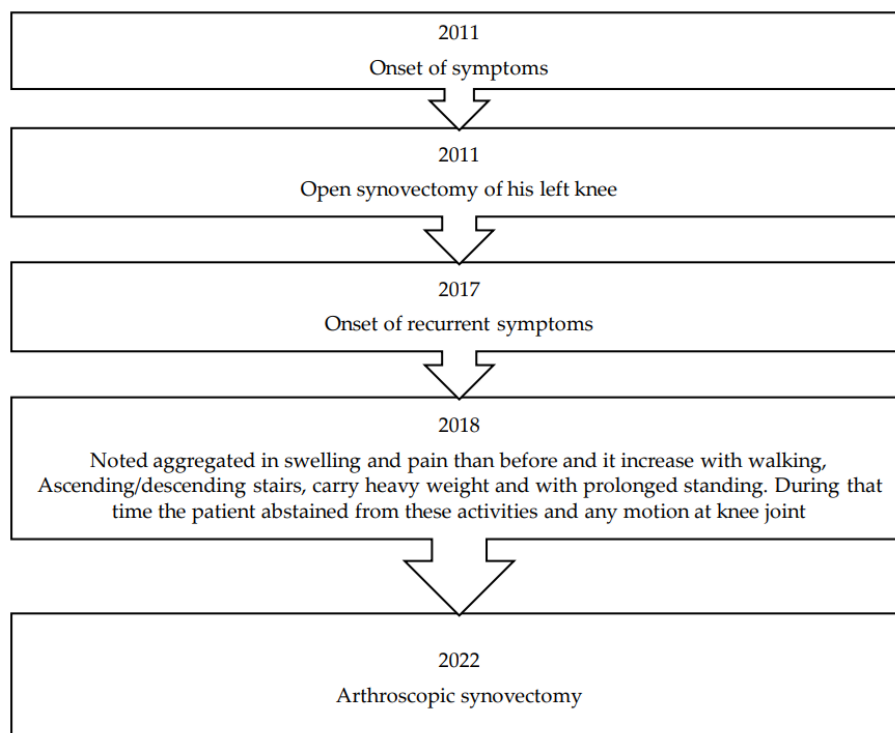 2011
Onset of symptoms
2011
Open synovectomy of his left knee
2017
Onset of recurrent symptoms
2018
Noted aggregated in swelling and pain than before and it increase with walking,
Ascending/descending stairs, carry heavy weight and with prolonged standing. During that
time the patient abstained from these activities and any motion at knee joint
2022
Arthroscopic synovectomy